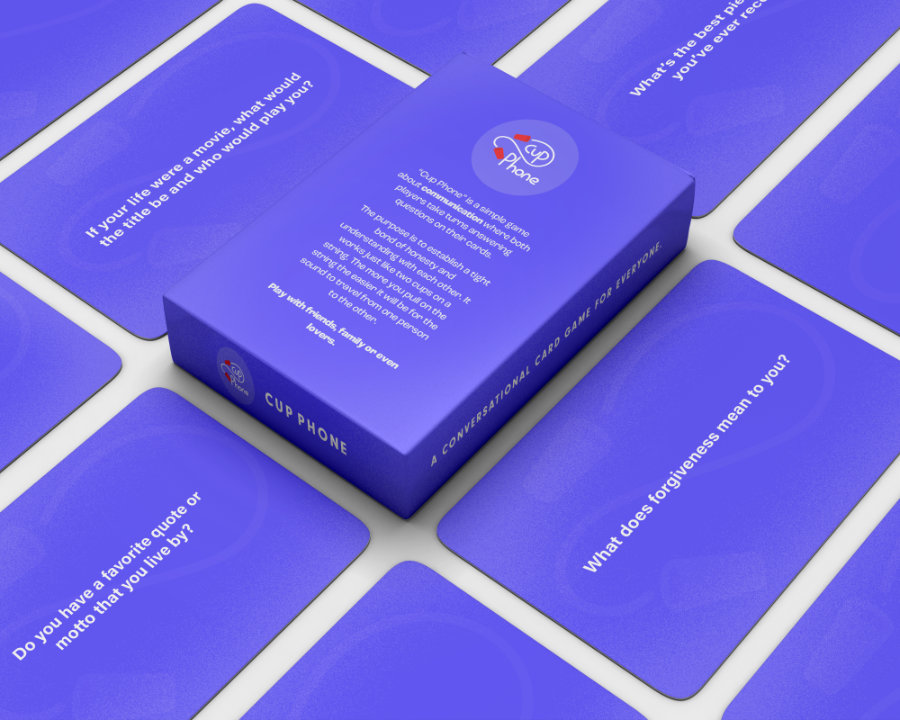 If your life were a movie, what would
the title be and who would play you?
What's the best
you've ever
Cup
Phone
"Cup Phone" is a simple game
about communication where both
players take turns answering
questions on their cards.
The purpose is to establish a tight
bond of honesty and
understanding with each other. It
works just like two cups on a
string. The more you pull on the
string the easier it will be for the
sound to travel from one person
to the other.
Play with friends, family or even
lovers.
Cup
Phone
CUP PHONE
A CONVERSATIONAL CARD GAME FOR EVERYONE.
What does forgiveness mean to you?
Do you have a favorite quote or
motto that you live by?